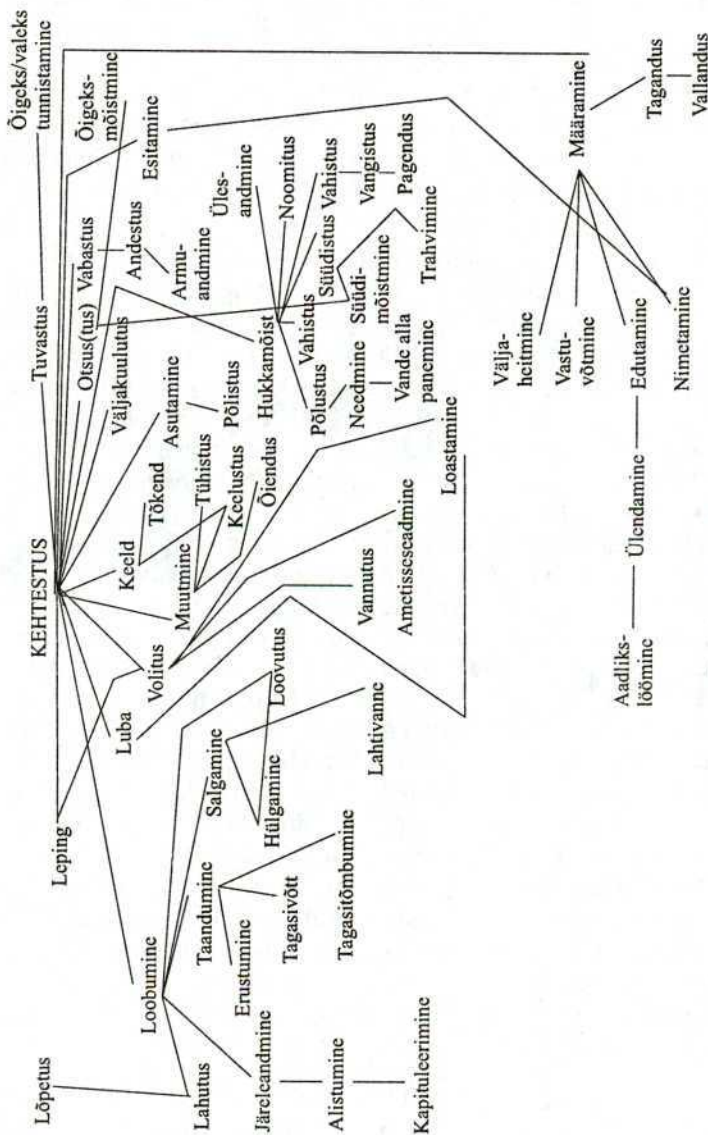 KEHTESTUS
Õigeks/valeks
tunnistamine
Tuvastus
Õigeks-
mõistmine
Esitamine
Otsus(tus)
Vabastus
Andestus
Armu-
andmine
Väljakuulutus
Asutamine
Põlistus
Hukkamõist
Üles-
andmine
Noomitus
Vahistus
Vangistus
Pagendus
Süüdistus
Süüdi-
mõistmine
Trahvimine
Vahistus
Põlustus
Needmine
Vande alla
panemine
Keeld
Tõkend
Muutmine
Tühistus
Keelustus
Õiendus
Volitus
Loastamine
Ametisseseadmine
Vannutus
Luba
Leping
Loobumine
Loovutus
Salgamine
Hülgamine
Lahtivanne
Taandumine
Erustumine
Tagasivõtt
Tagasitõmbumine
Lõpetus
Lahutus
Järeleandmine
Alistumine
Kapituleerimine
Määramine
Tagandus
Vallandus
Välja-
heitmine
Vastu-
võtmine
Edutamine
Nimetamine
Ülendamine
Aadliks-
löömine